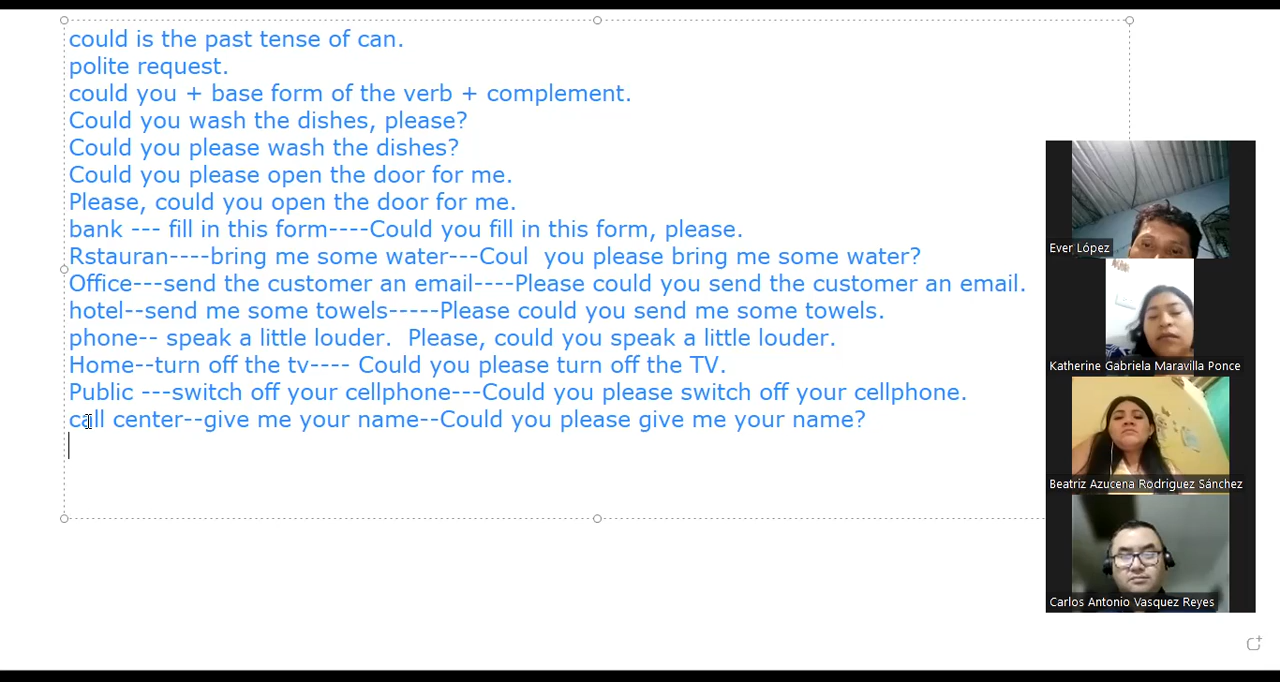 could is the past tense of can.
polite request.
could you + base form of the verb + complement.
Could you wash the dishes, please?
Could you please wash the dishes?
Could you please open the door for me.
Please, could you open the door for me.
bank --- fill in this form----Could you fill in this form, please.
Rstauran----bring me some water---Coul  you please bring me some water?
Office---send the customer an email----Please could you send the customer an email.
hotel--send me some towels-----Please could you send me some towels.
phone-- speak a little louder.  Please, could you speak a little louder.
Home--turn off the tv---- Could you please turn off the TV.
Public ---switch off your cellphone---Could you please switch off your cellphone.
call center--give me your name--Could you please give me your name?
Ever López
Katherine Gabriela Maravilla Ponce
Beatriz Azucena Rodriguez Sánchez
Carlos Antonio Vasquez Reyes